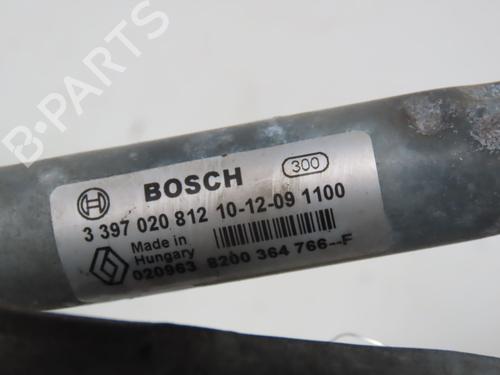 B-PARTS
BOSCH
300
3 397 020 812 10-12-09 1100
Made in
Hungary
020963 8200 364 766--F